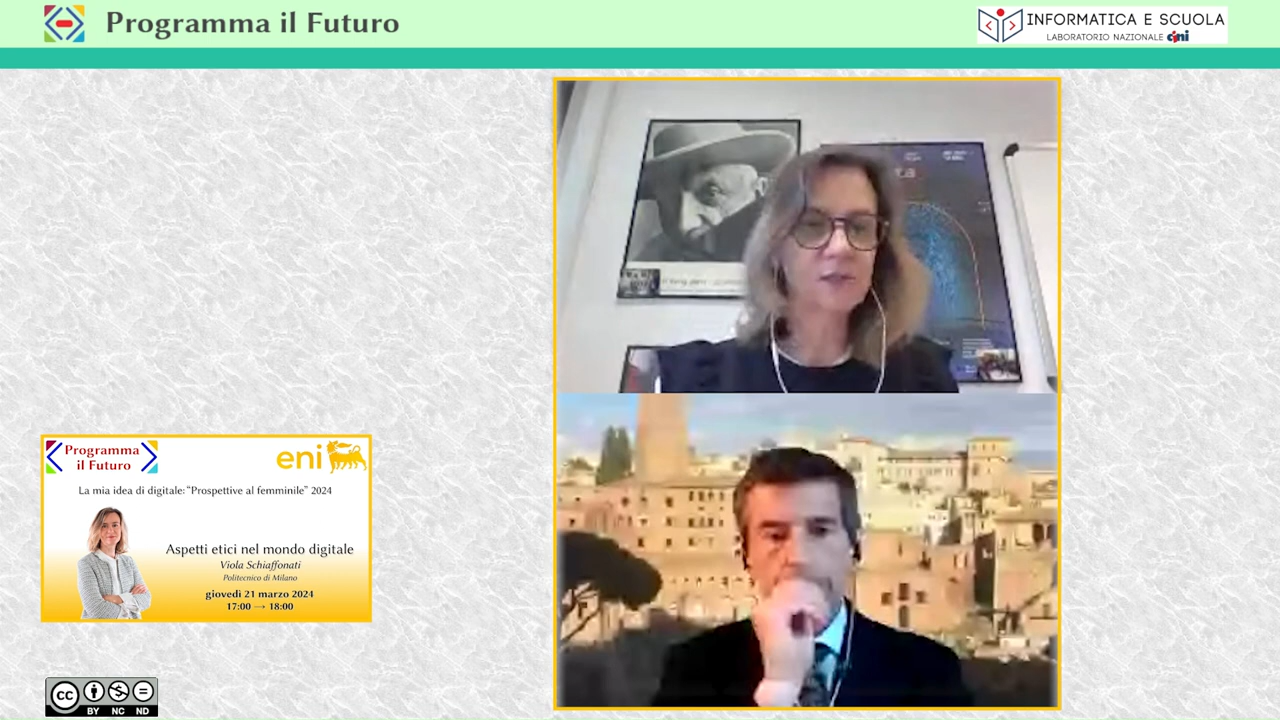 Programma il Futuro
INFORMATICA E SCUOLA
LABORATORIO NAZIONALE cini
Programma
il Futuro
eni
La mia idea di digitale: "Prospettive al femminile" 2024
Aspetti etici nel mondo digitale
Viola Schiaffonati
Politecnico di Milano
giovedì 21 marzo 2024
17:00 → 18:00
cc
BY NC ND